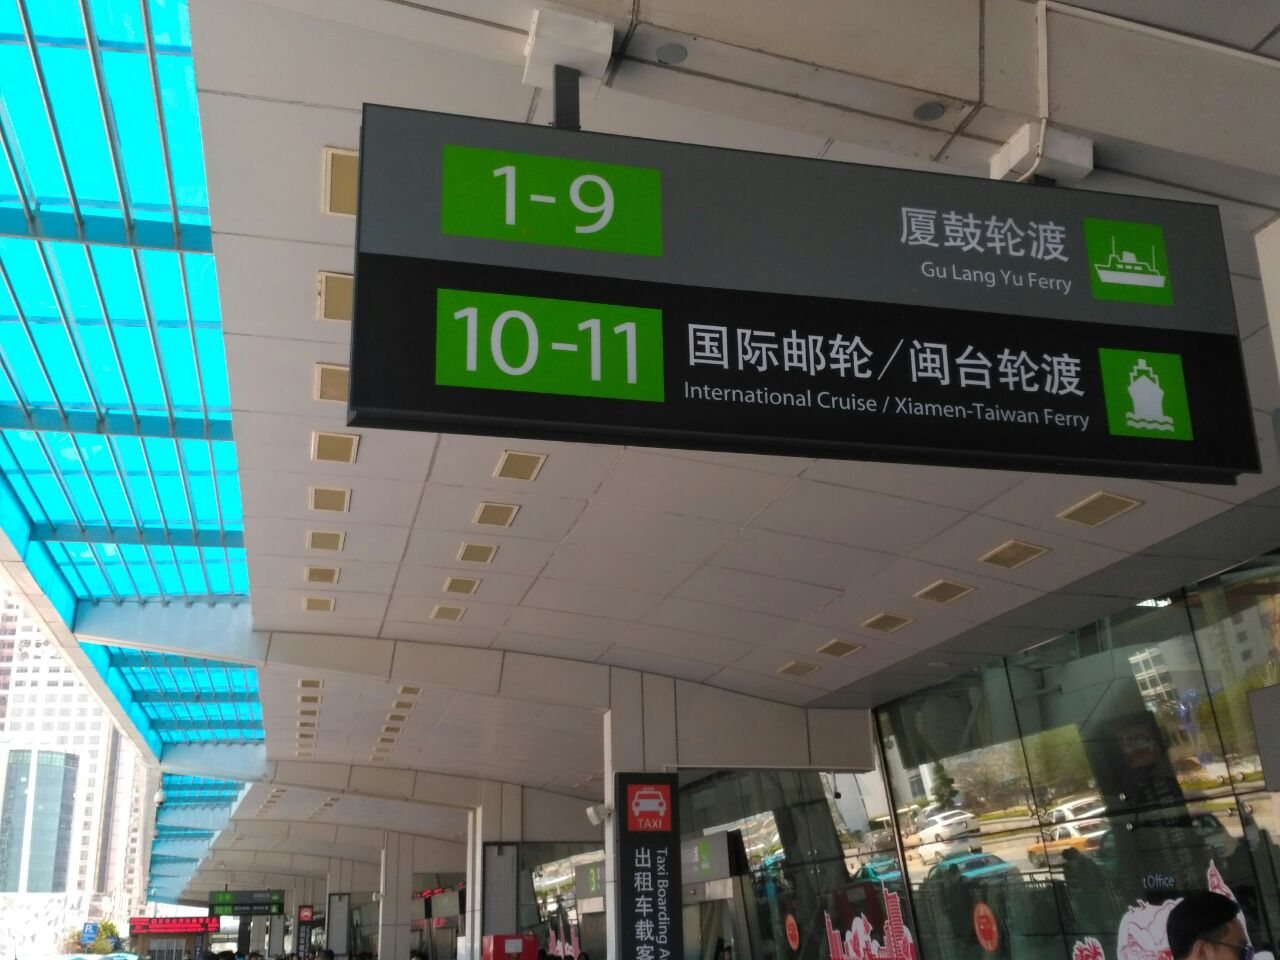 1-9
厦鼓轮渡
Gu Lang Yu Ferry
10-11
国际邮轮/闽台轮渡
International Cruise / Xiamen-Taiwan Ferry
TAXI
出租车载客
Taxi Boarding A
t Office
P